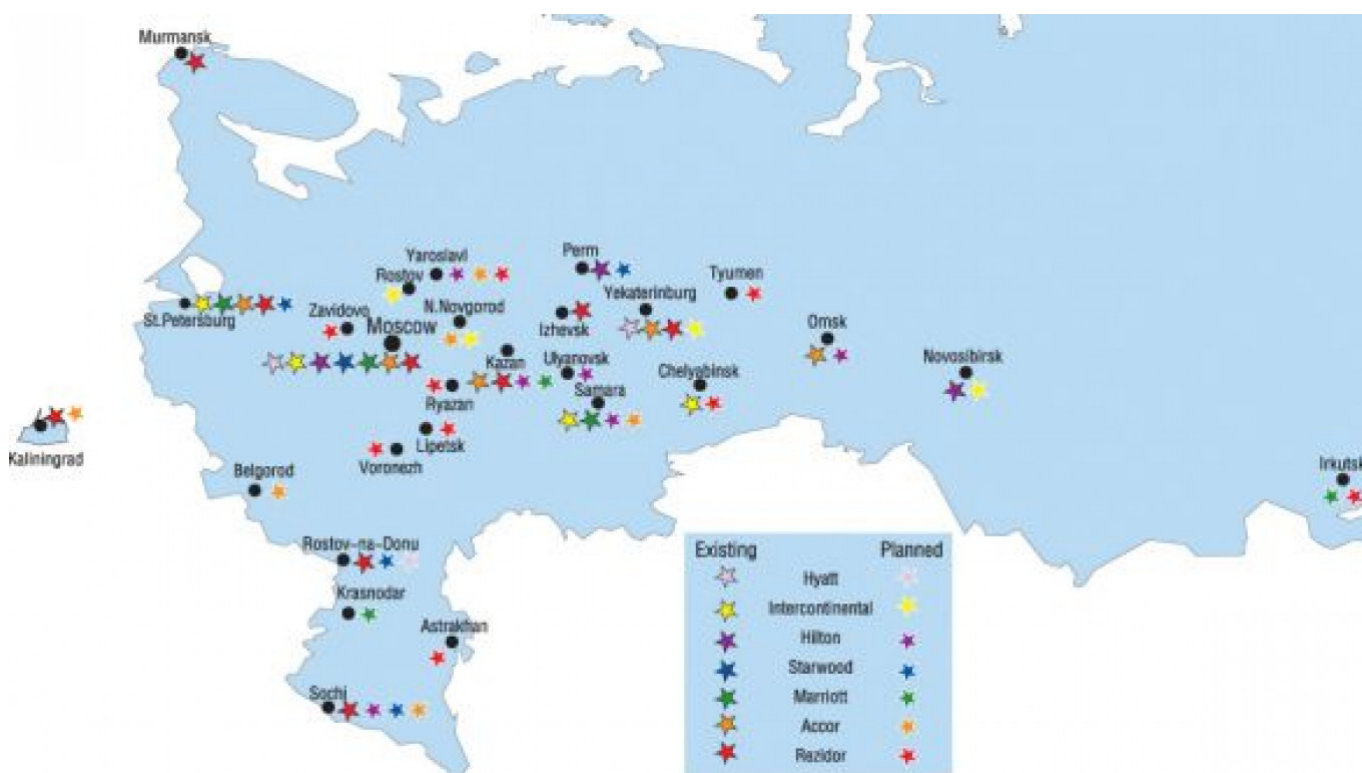 Murmansk
Yaroslavl
Perm
Rostov
Tyumen
Yekaterinburg
St.Petersburg
Zavidovo
N.Novgorod
Izhevsk
Moscow
Omsk
Kazan
Ulyanovsk
Novosibirsk
Samara
Chelyabinsk
Ryazan
Lipetsk
Voronezh
Kaliningrad
Belgorod
Irkutsk
Rostov-na-Donu
Krasnodar
Astrakhan
Sochi
Existing Planned
Hyatt
Intercontinental
Hilton
Starwood
Marriott
Accor
Rezidor